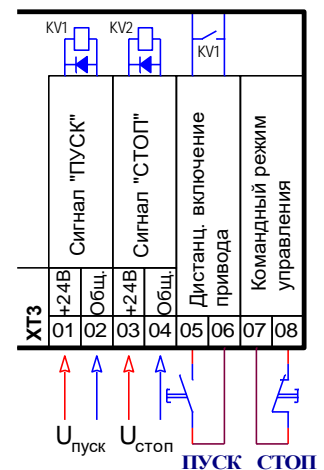 KV1
KV2
KV1
Сигнал "ПУСК"
Сигнал "СТОП"
Дистанц. включение
привода
Командный режим
управления
+24В
Общ.
+24В
Общ.
XT3
01 02 03 04 05 06 07 08
Uпуск Uстоп
ПУСК СТОП